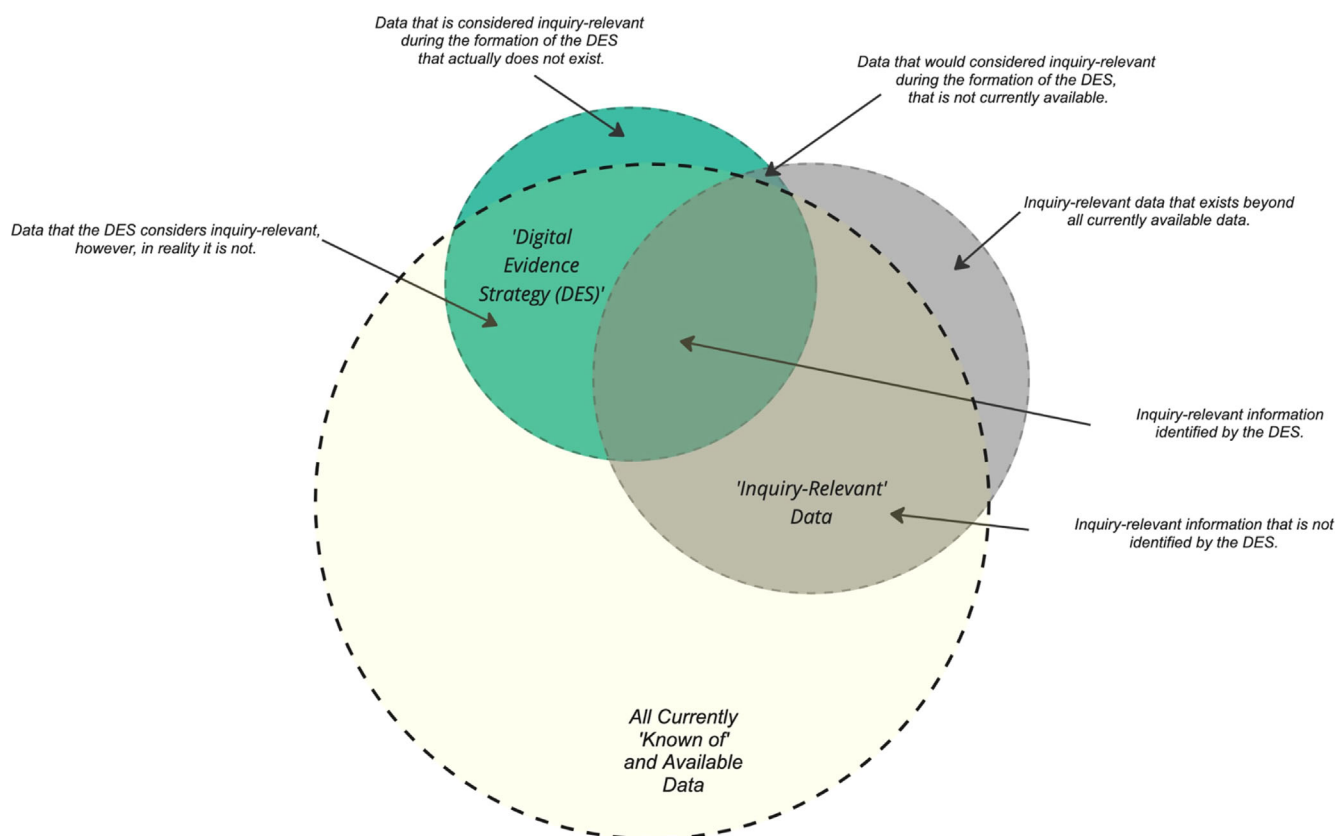 Data that is considered inquiry-relevant
during the formation of the DES
that actually does not exist.
Data that would considered inquiry-relevant
during the formation of the DES,
that is not currently available.
Inquiry-relevant data that exists beyond
all currently available data.
Data that the DES considers inquiry-relevant,
however, in reality it is not.
'Digital
Evidence
Strategy (DES)'
Inquiry-relevant information
identified by the DES.
'Inquiry-Relevant'
Data
Inquiry-relevant information that is not
identified by the DES.
All Currently
'Known of'
and Available
Data